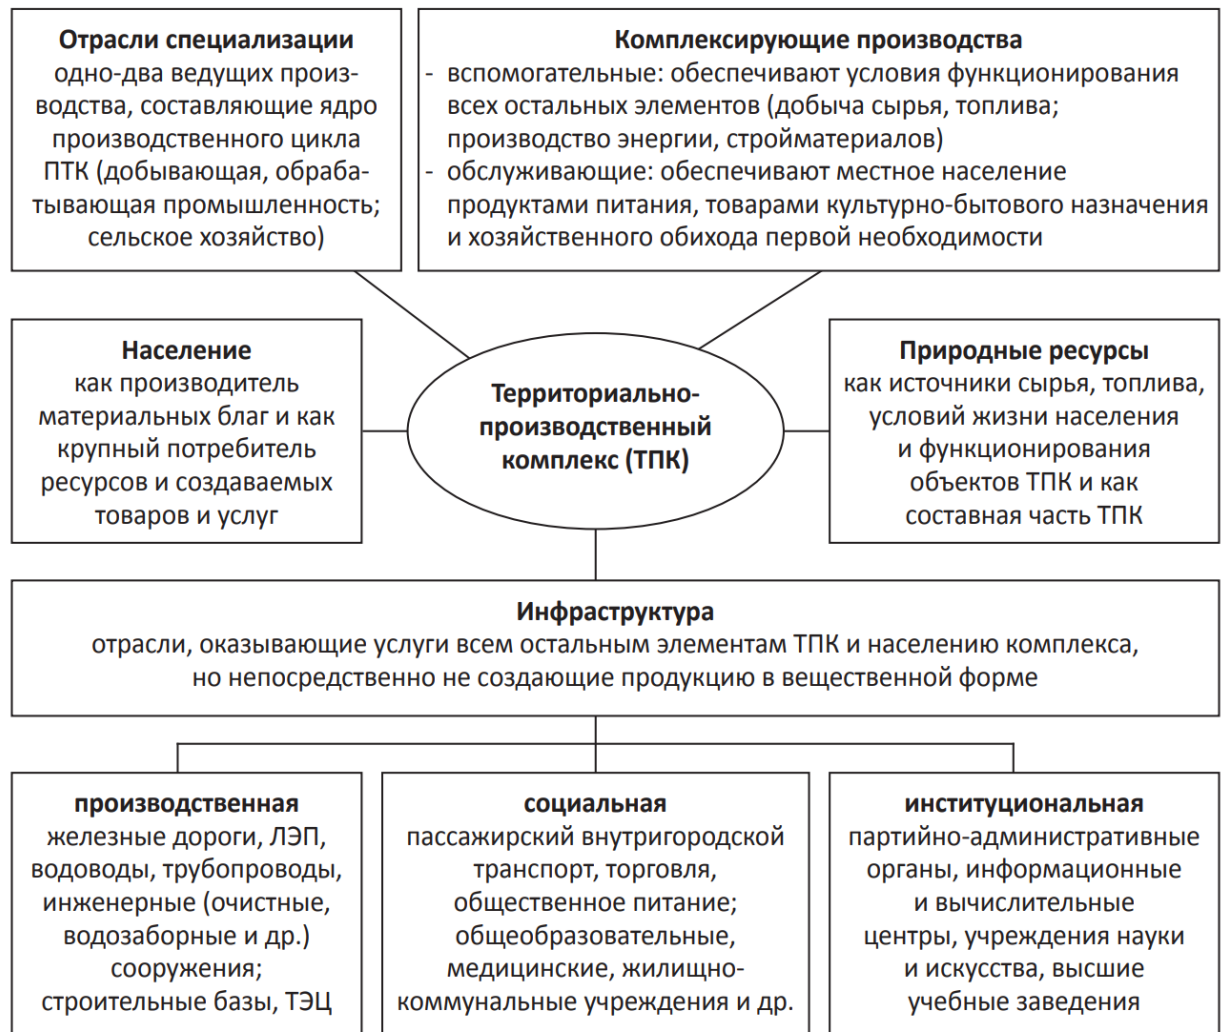 Отрасли специализации
одно-два ведущих произ-
водства, составляющие ядро
производственного цикла
ПТК (добывающая, обраба-
тывающая промышленность;
сельское хозяйство)
Комплексирующие производства
- вспомогательные: обеспечивают условия функционирования
всех остальных элементов (добыча сырья, топлива;
производство энергии, стройматериалов)
- обслуживающие: обеспечивают местное население
продуктами питания, товарами культурно-бытового назначения
и хозяйственного обихода первой необходимости
Население
как производитель
материальных благ и как
крупный потребитель
ресурсов и создаваемых
товаров и услуг
Территориально-
производственный
комплекс (ТПК)
Природные ресурсы
как источники сырья, топлива,
условий жизни населения
и функционирования
объектов ТПК и как
составная часть ТПК
Инфраструктура
отрасли, оказывающие услуги всем остальным элементам ТПК и населению комплекса,
но непосредственно не создающие продукцию в вещественной форме
производственная
железные дороги, ЛЭП,
водоводы, трубопроводы,
инженерные (очистные,
водозаборные и др.)
сооружения;
строительные базы, ТЭЦ
социальная
пассажирский внутригородской
транспорт, торговля,
общественное питание;
общеобразовательные,
медицинские, жилищно-
коммунальные учреждения и др.
институциональная
партийно-административные
органы, информационные
и вычислительные
центры, учреждения науки
и искусства, высшие
учебные заведения